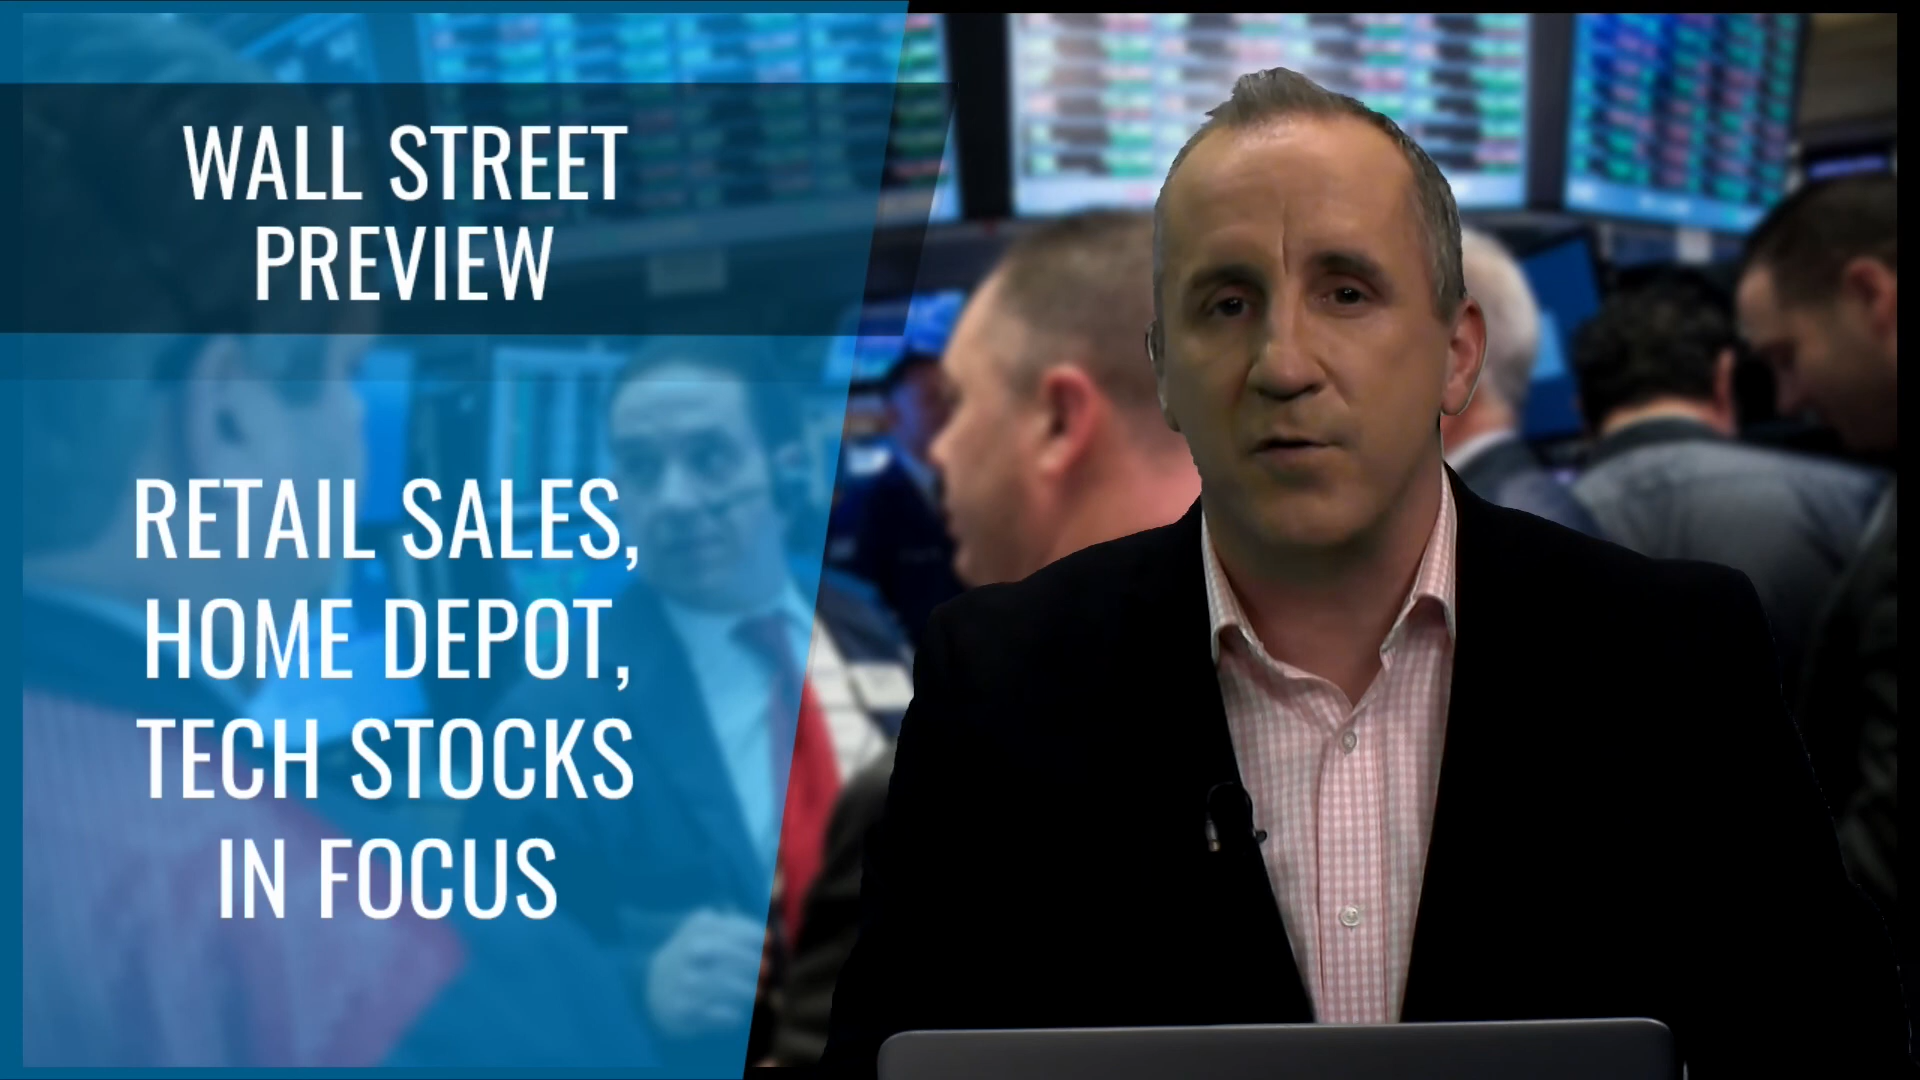 WALL STREET
PREVIEW
RETAIL SALES,
HOME DEPOT,
TECH STOCKS
IN FOCUS